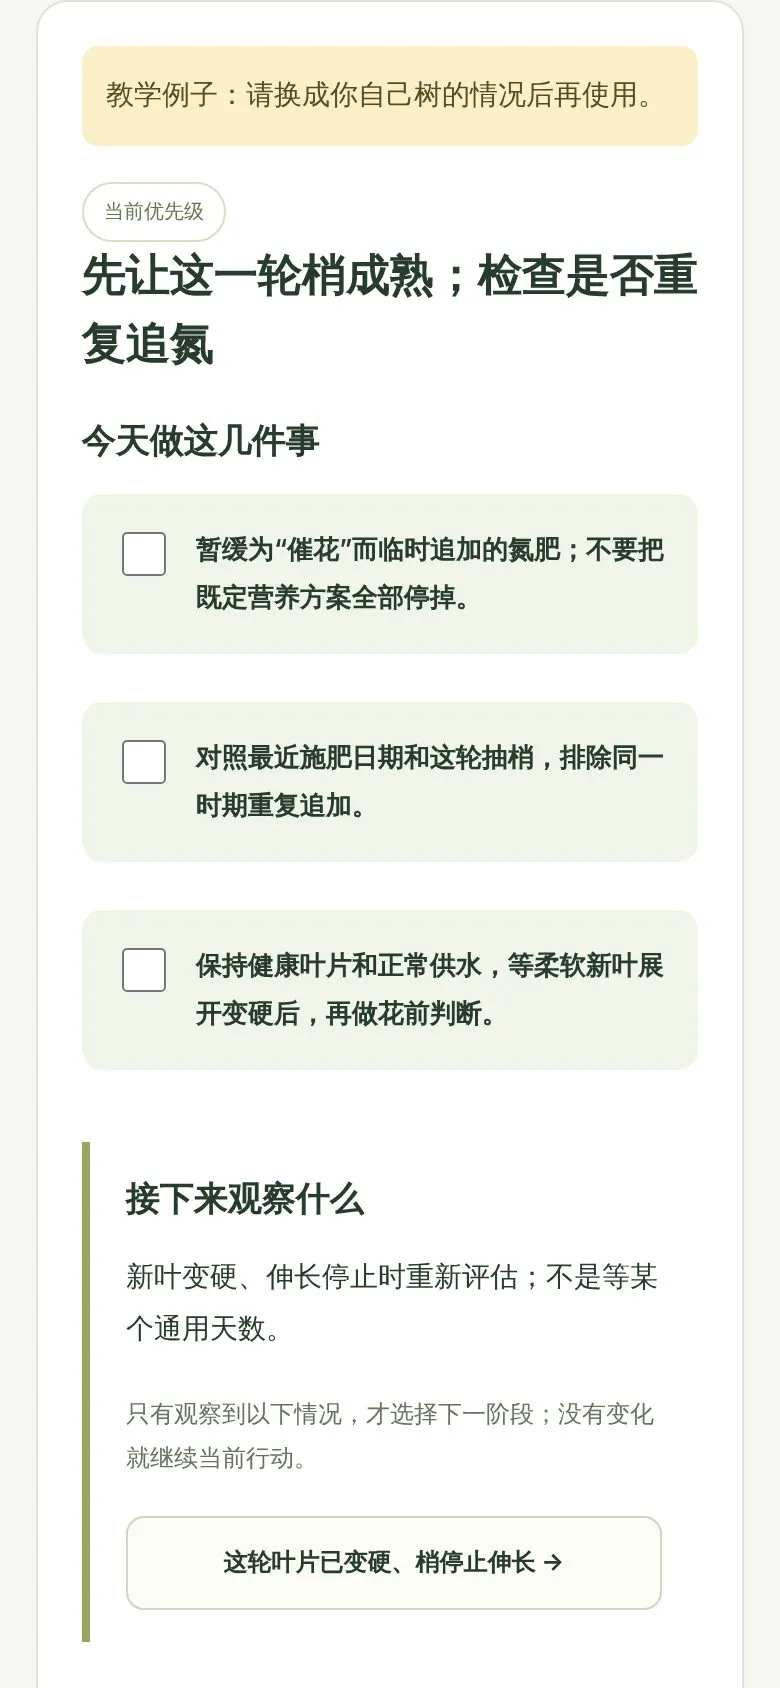 教学例子：请换成你自己树的情况后再使用。
当前优先级
先让这一轮梢成熟；检查是否重
复追氮
今天做这几件事
暂缓为“催花”而临时追加的氮肥；不要把
既定营养方案全部停掉。
对照最近施肥日期和这轮抽梢，排除同一
时期重复追加。
保持健康叶片和正常供水，等柔软新叶展
开变硬后，再做花前判断。
接下来观察什么
新叶变硬、伸长停止时重新评估；不是等某
个通用天数。
只有观察到以下情况，才选择下一阶段；没有变化
就继续当前行动。
这轮叶片已变硬、梢停止伸长 →